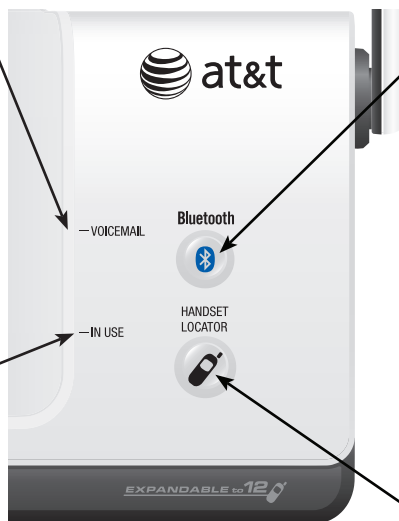 at&t
Bluetooth
VOICEMAIL
HANDSET
LOCATOR
IN USE
EXPANDABLE to 12